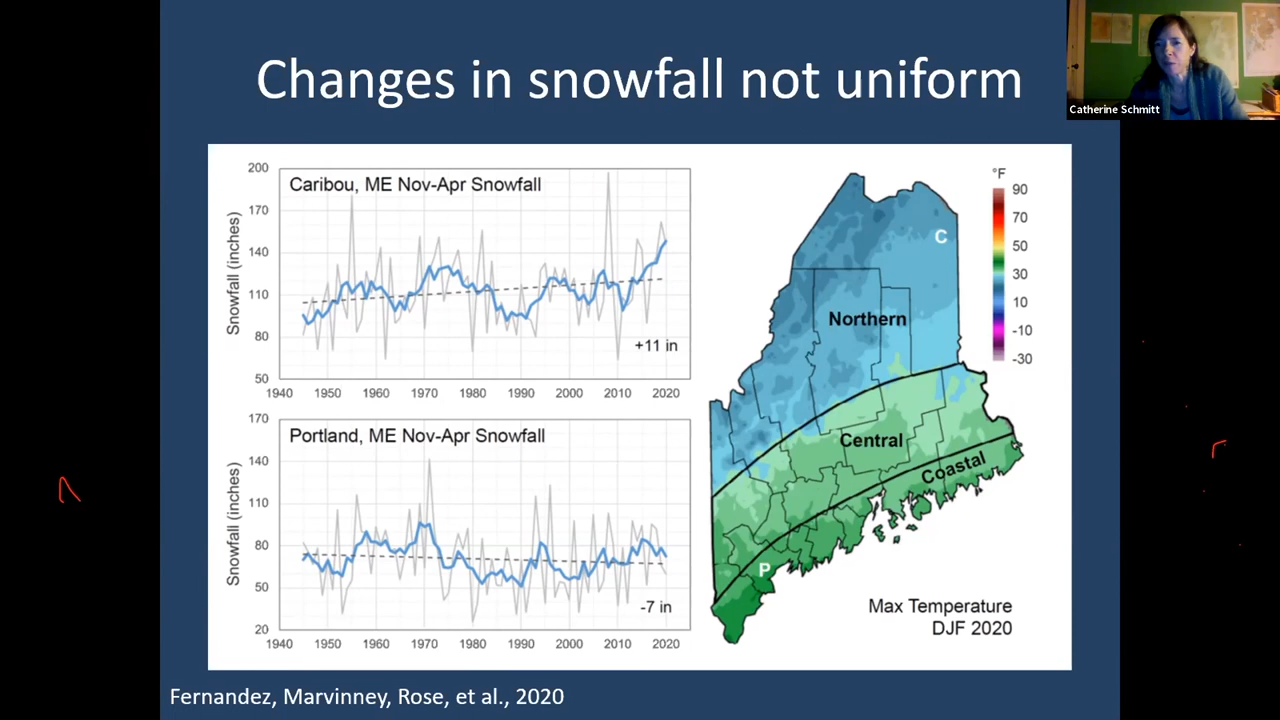 Changes in snowfall not uniform
Catherine Schmitt
Caribou, ME Nov-Apr Snowfall
Snowfall (inches)
200
170
140
110
80
50
+11 in
1940 1950 1960 1970 1980 1990 2000 2010 2020
Portland, ME Nov-Apr Snowfall
Snowfall (inches)
170
140
110
80
50
20
-7 in
1940 1950 1960 1970 1980 1990 2000 2010 2020
°F
90
70
50
30
10
-10
-30
C
Northern
Central
Coastal
P
Max Temperature
DJF 2020
Fernandez, Marvinney, Rose, et al., 2020